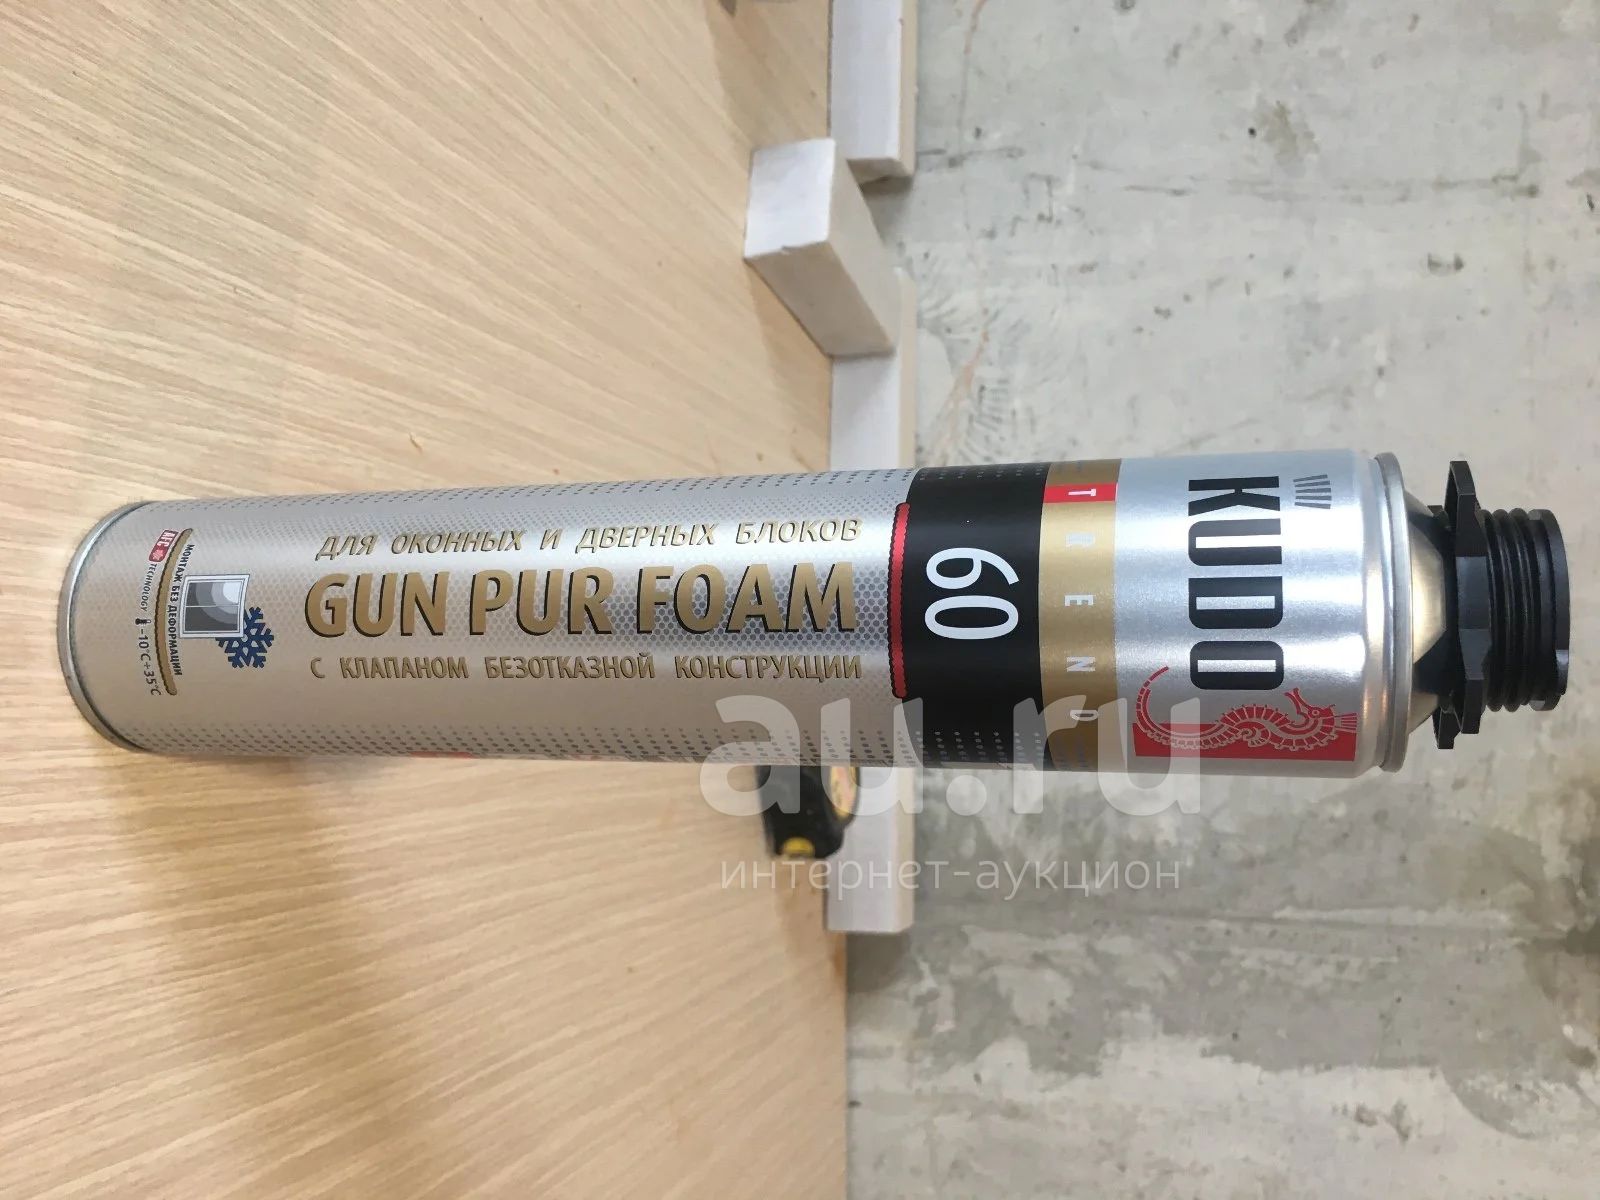 KUDO
TREND
60
ДЛЯ ОКОННЫХ И ДВЕРНЫХ БЛОКОВ
GUN PUR FOAM
С КЛАПАНОМ БЕЗОТКАЗНОЙ КОНСТРУКЦИИ
МОНТАЖ БЕЗ ДЕФОРМАЦИИ
AFC TECHNOLOGY -10°C+35°C
au.ru
интернет-аукцион